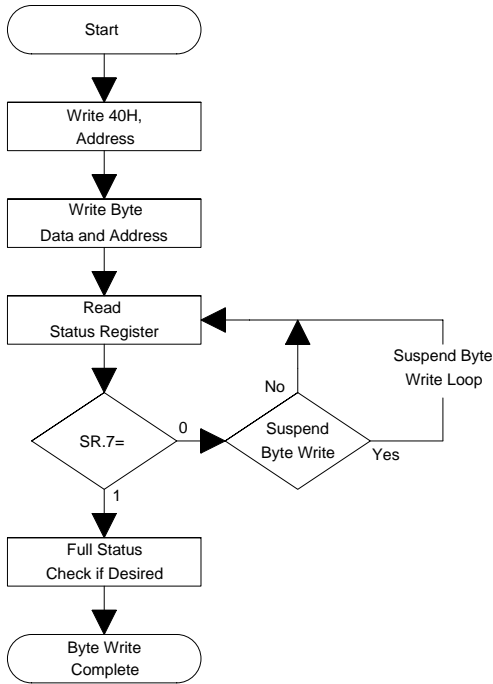 Start
Write 40H,
Address
Write Byte
Data and Address
Read
Status Register
Suspend Byte
Write Loop
No
SR.7=
0
Suspend
Byte Write
Yes
1
Full Status
Check if Desired
Byte Write
Complete